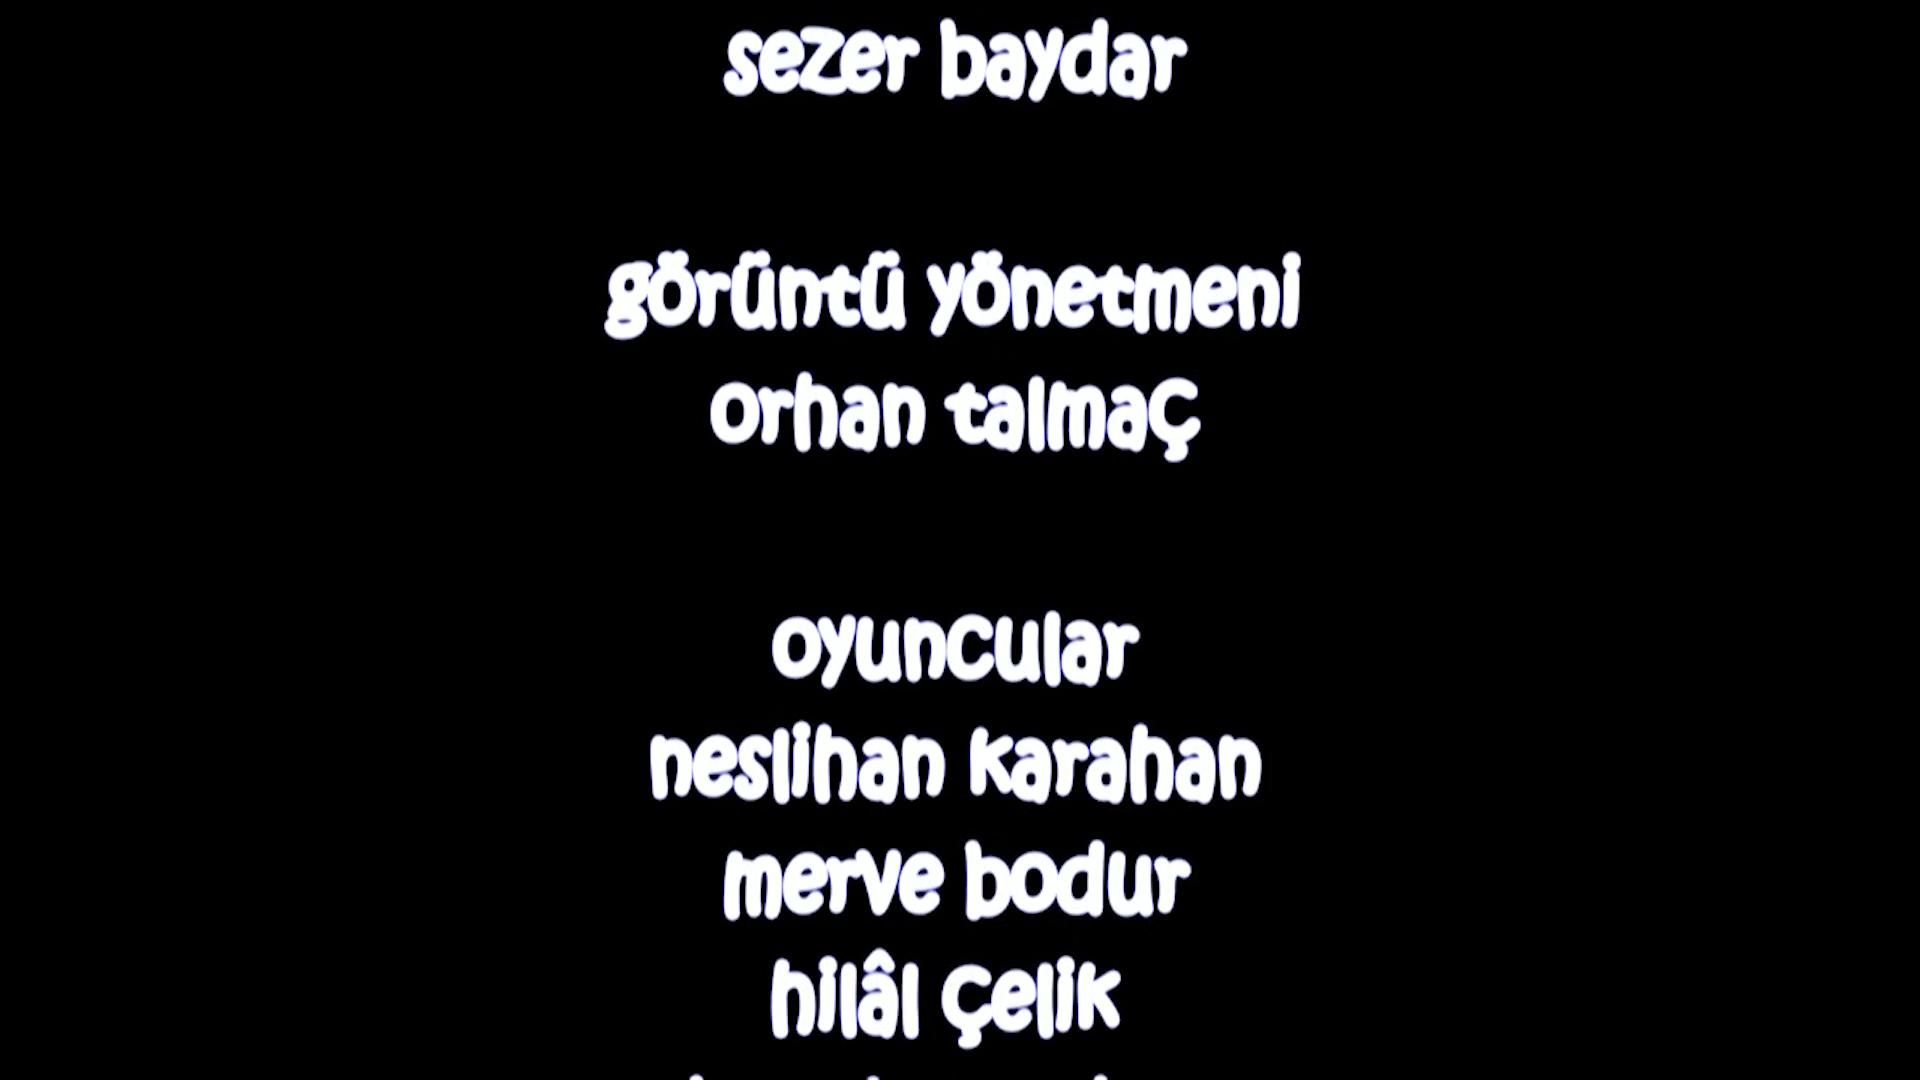 sezer baydar
görüntü yönetmeni
orhan talmaç
oyuncular
neslihan karahan
merve bodur
hilâl çelik